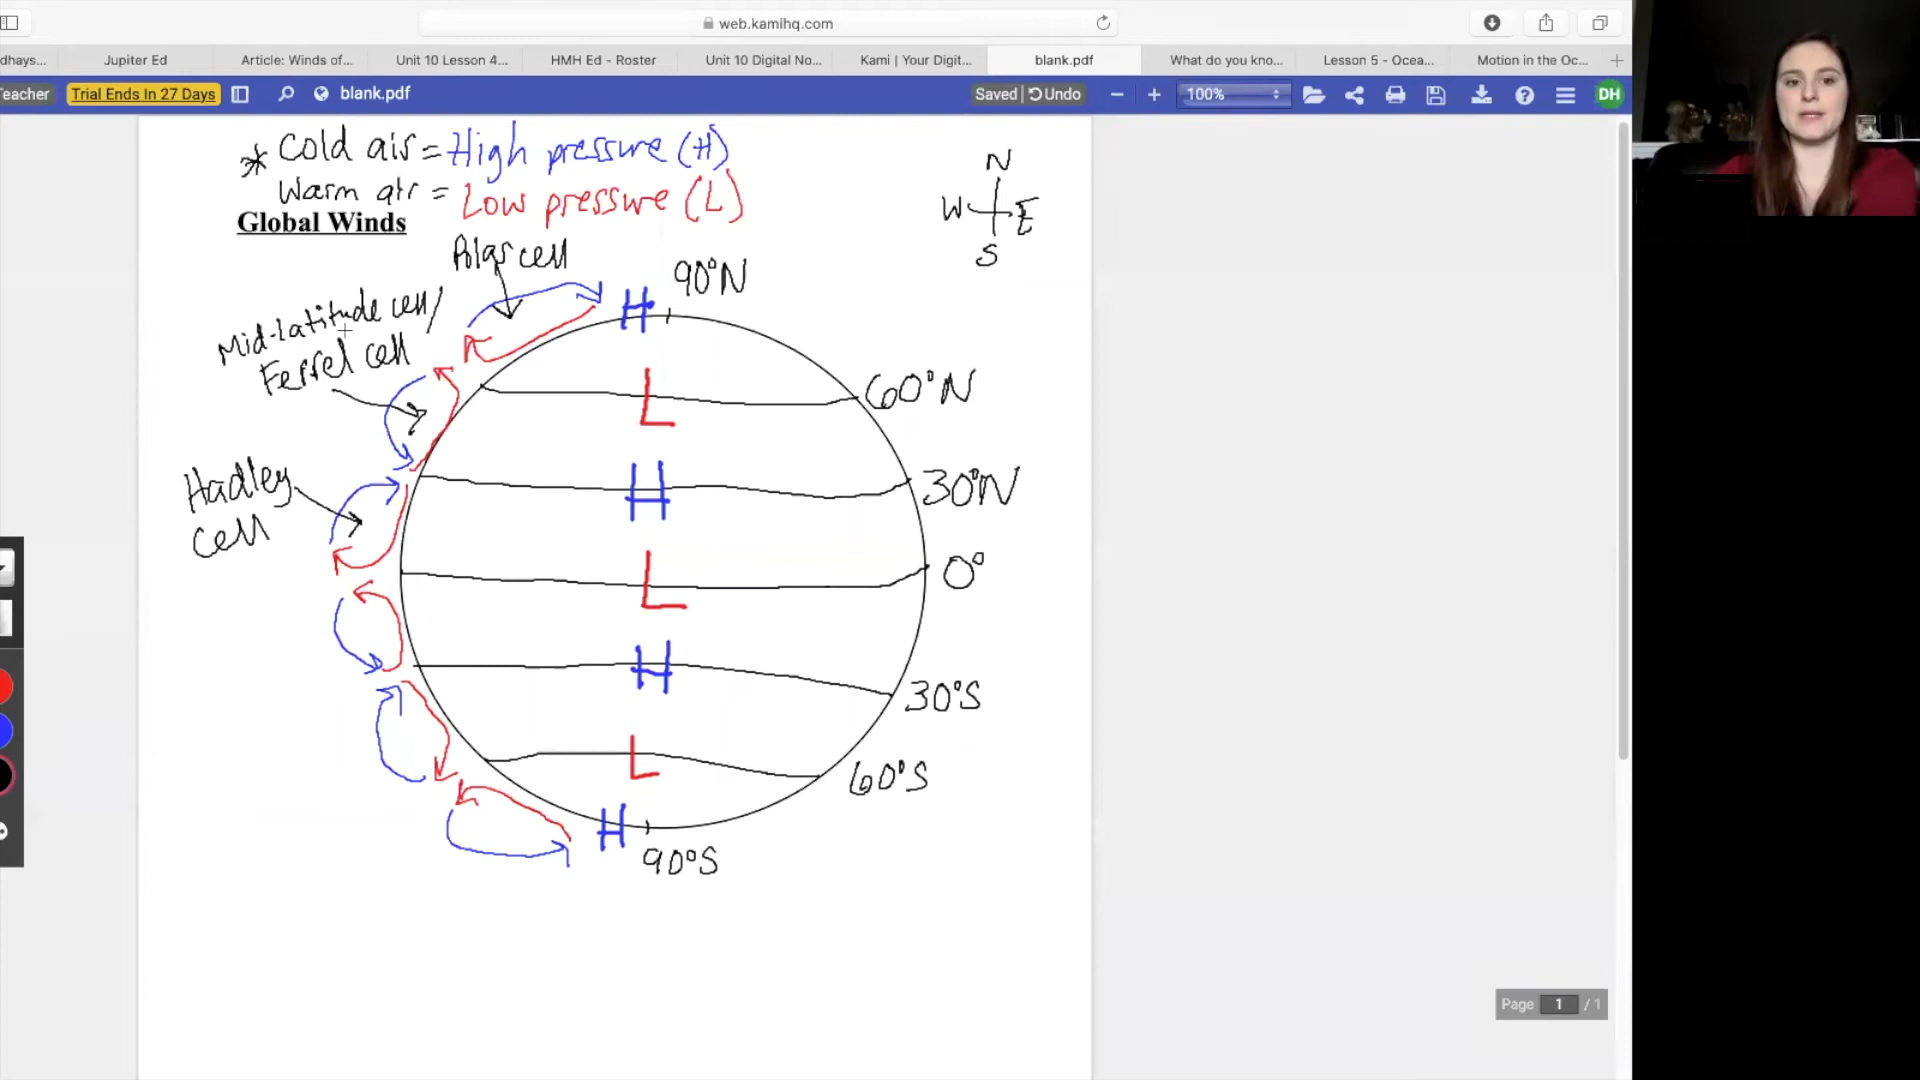 web.kamihq.com
dhays...
Jupiter Ed
Article: Winds of...
Unit 10 Lesson 4...
HMH Ed - Roster
Unit 10 Digital No...
Kami | Your Digit...
blank.pdf
What do you kno...
Lesson 5 - Ocea...
Motion in the Oc...
Teacher
Trial Ends In 27 Days
blank.pdf
Saved
Undo
100%
DH
* Cold air = High pressure (H)
Warm air = Low pressure (L)
Global Winds
N
W E
S
Polar cell
90°N
H
Mid-Latitude cell/
Ferrel cell
L
60°N
Hadley
cell
H
30°N
L
0°
H
30°S
L
60°S
H
90°S
Page 1 / 1